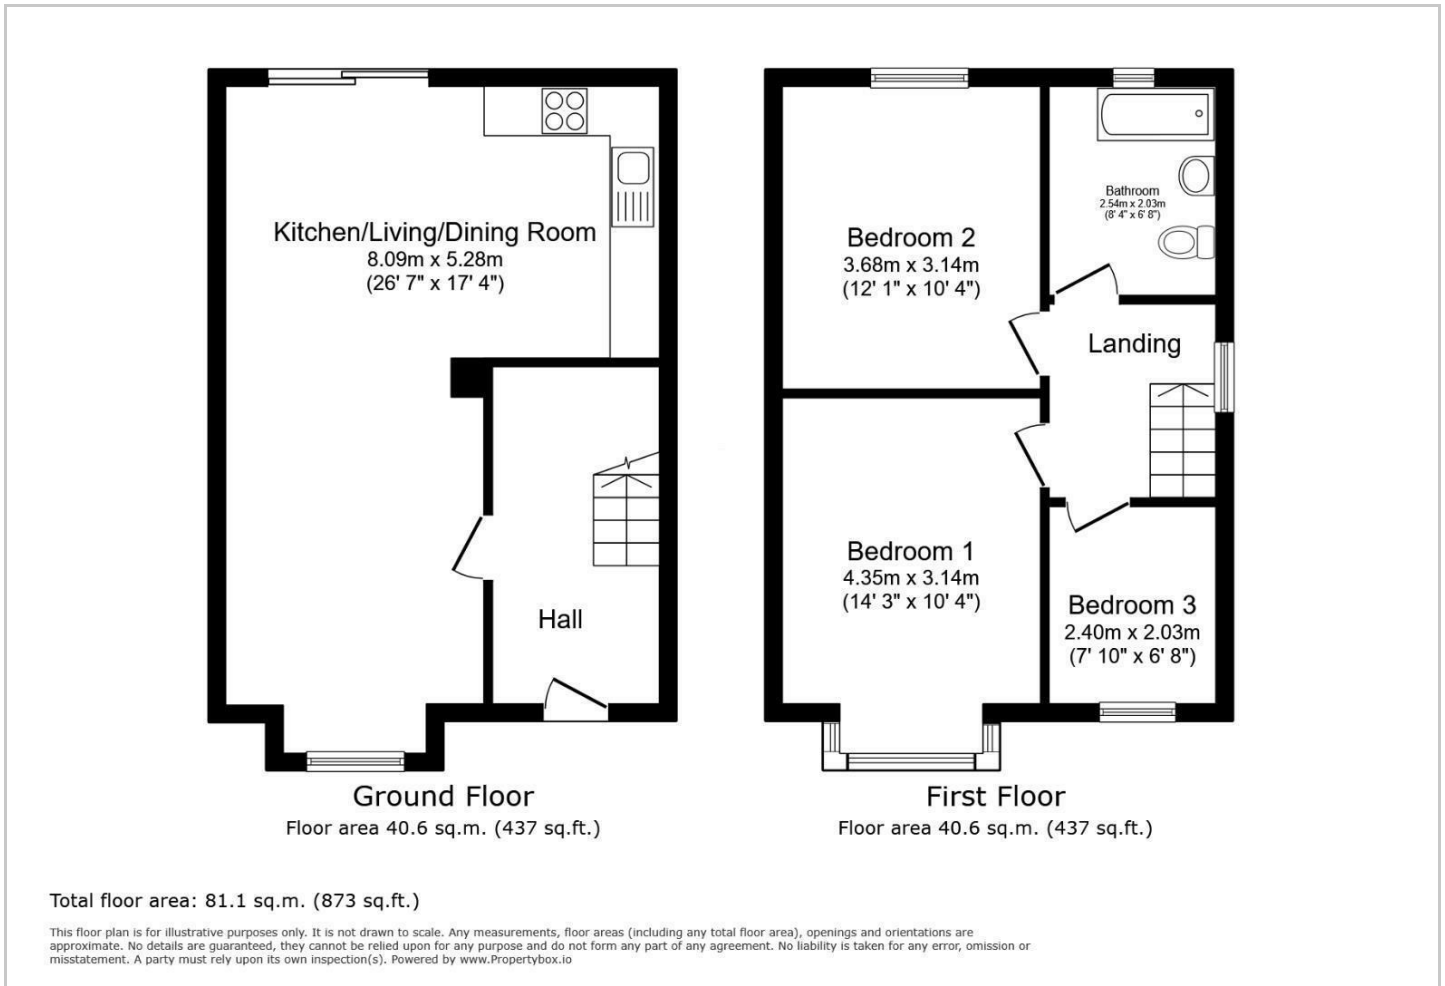 Kitchen/Living/Dining Room
8.09m x 5.28m
(26' 7" x 17' 4")
Hall
Ground Floor
Floor area 40.6 sq.m. (437 sq.ft.)
Bathroom
2.54m x 2.03m
(8' 4" x 6' 8")
Bedroom 2
3.68m x 3.14m
(12' 1" x 10' 4")
Landing
Bedroom 1
4.35m x 3.14m
(14' 3" x 10' 4")
Bedroom 3
2.40m x 2.03m
(7' 10" x 6' 8")
First Floor
Floor area 40.6 sq.m. (437 sq.ft.)
Total floor area: 81.1 sq.m. (873 sq.ft.)
This floor plan is for illustrative purposes only. It is not drawn to scale. Any measurements, floor areas (including any total floor area), openings and orientations are
approximate. No details are guaranteed, they cannot be relied upon for any purpose and do not form any part of any agreement. No liability is taken for any error, omission or
misstatement. A party must rely upon its own inspection(s). Powered by www.Propertybox.io